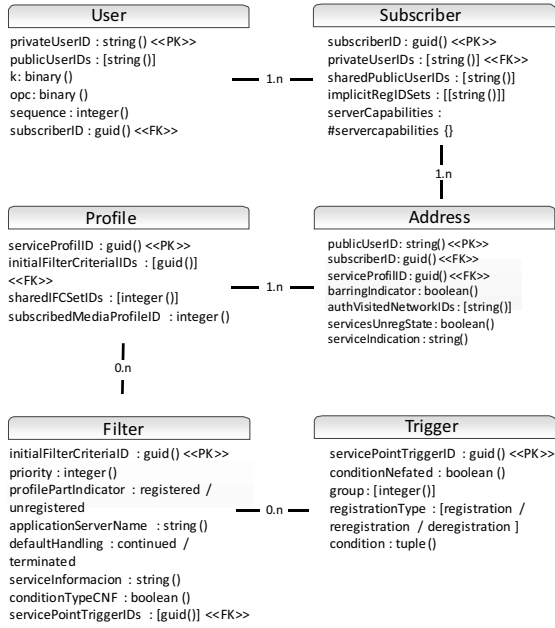 User
privateUserID : string() <<PK>>
publicUserIDs : [string()]
k: binary()
opc: binary()
sequence : integer()
subscriberID : guid() <<FK>>
1.n
Subscriber
subscriberID : guid() <<PK>>
privateUserIDs : [string()] <<FK>>
sharedPublicUserIDs : [string()]
implicitRegIDSets : [[string()]]
serverCapabilities :
#servercapabilities {}
1.n
Profile
serviceProfilID : guid() <<PK>>
initialFilterCriterialIDs : [guid()]
<<FK>>
sharedIFCSetIDs : [integer()]
subscribedMediaProfileID : integer()
1.n
Address
publicUserID: string() <<PK>>
subscriberID: guid() <<FK>>
serviceProfilID: guid() <<FK>>
barringIndicator: boolean()
authVisitedNetworkIDs : [string()]
servicesUnregState: boolean()
serviceIndication: string()
0.n
Filter
initialFilterCriteriaID : guid() <<PK>>
priority : integer()
profilePartIndicator : registered /
unregistered
applicationServerName : string()
defaultHandling : continued /
terminated
serviceInformacion : string()
conditionTypeCNF : boolean ()
servicePointTriggerIDs : [guid()] <<FK>>
0.n
Trigger
servicePointTriggerID : guid() <<PK>>
conditionNefated : boolean ()
group : [integer()]
registrationType : [registration /
reregistration / deregistration ]
condition : tuple()